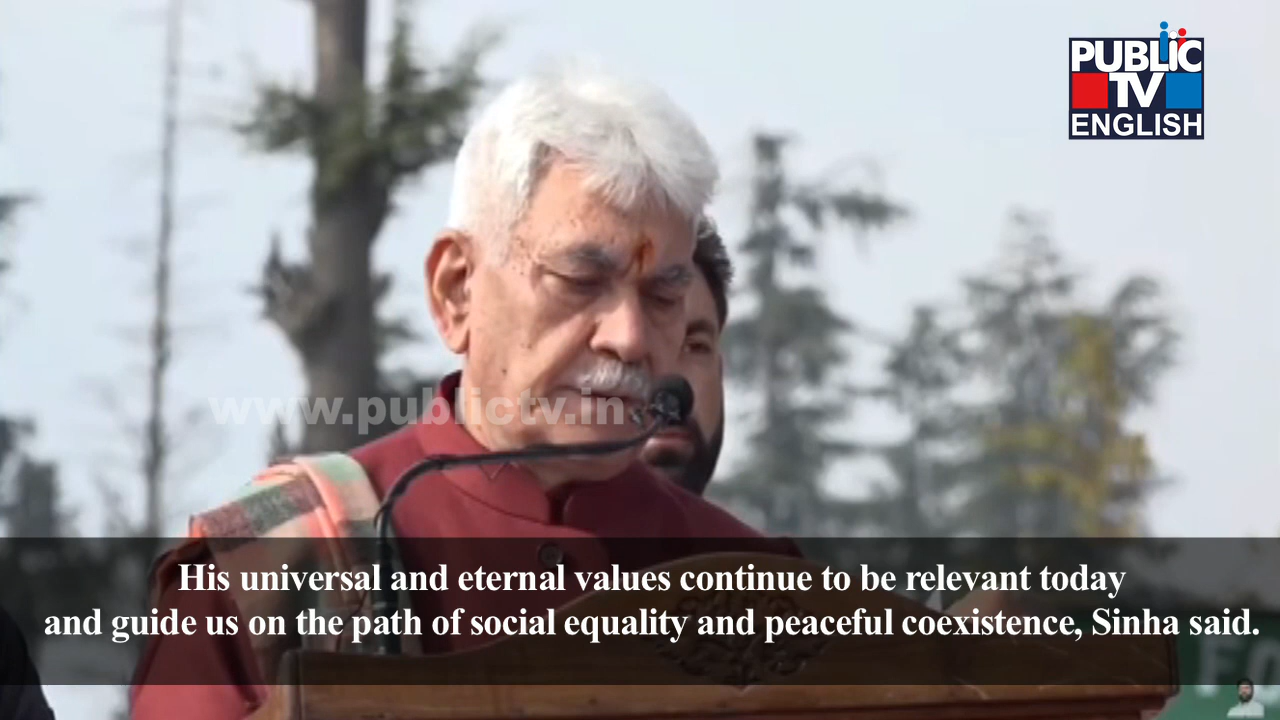 PUBLIC
TV
ENGLISH
www.publictv.in
His universal and eternal values continue to be relevant today
and guide us on the path of social equality and peaceful coexistence, Sinha said.